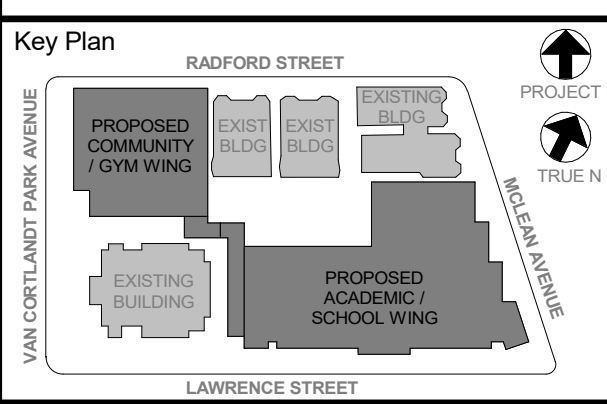 Key Plan
RADFORD STREET
PROJECT
TRUE N
VAN CORTLANDT PARK AVENUE
PROPOSED
COMMUNITY
/ GYM WING
EXIST
BLDG
EXIST
BLDG
EXISTING
BLDG
MCLEAN AVENUE
EXISTING
BUILDING
PROPOSED
ACADEMIC /
SCHOOL WING
LAWRENCE STREET